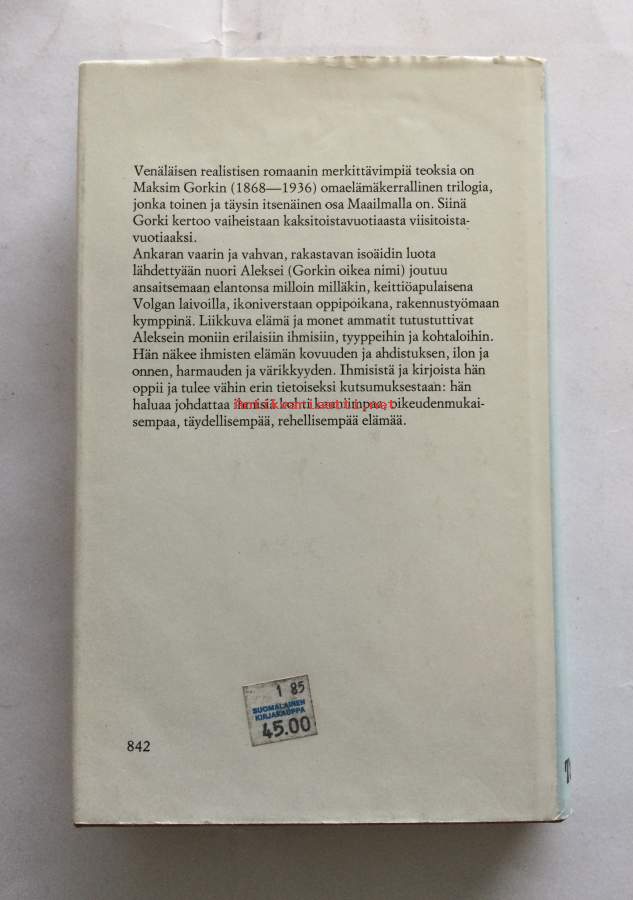 Venäläisen realistisen romaanin merkittävimpiä teoksia on
Maksim Gorkin (1868—1936) omaelämäkerrallinen trilogia,
jonka toinen ja täysin itsenäinen osa Maailmalla on. Siinä
Gorki kertoo vaiheistaan kaksitoistavuotiaasta viisitoista-
vuotiaaksi.
Ankaran vaarin ja vahvan, rakastavan isoäidin luota
lähdettyään nuori Aleksei (Gorkin oikea nimi) joutuu
ansaitsemaan elantonsa milloin milläkin, keittiöapulaisena
Volgan laivoilla, ikoniverstaan oppipoikana, rakennustyömaan
kymppinä. Liikkuva elämä ja monet ammatit tutustuttivat
Aleksein moniin erilaisiin ihmisiin, tyyppeihin ja kohtaloihin.
Hän näkee ihmisten elämän kovuuden ja ahdistuksen, ilon ja
onnen, harmauden ja värikkyyden. Ihmisistä ja kirjoista hän
oppii ja tulee vähin erin tietoiseksi kutsumuksestaan: hän
haluaa johdattaa ihmisiä kohti kauniimpaa, oikeudenmukai-
sempaa, täydellisempää, rehellisempää elämää.
1 85
SUOMALAINEN
KIRJAKAUPPA
45.00
842